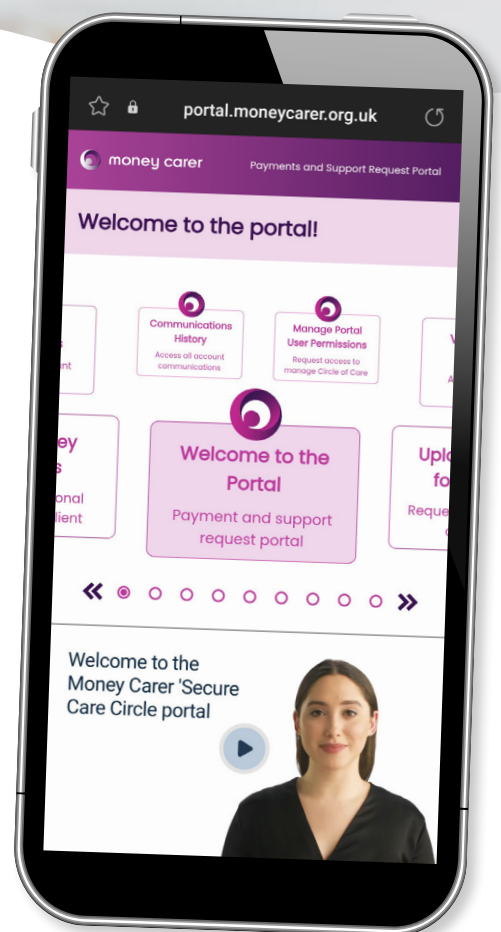 portal.moneycarer.org.uk
money carer
Payments and Support Request Portal
Welcome to the portal!
Communications
History
Access all account
communications
Manage Portal
User Permissions
Request access to
manage Circle of Care
Welcome to the
Portal
Payment and support
request portal
Welcome to the
Money Carer 'Secure
Care Circle portal